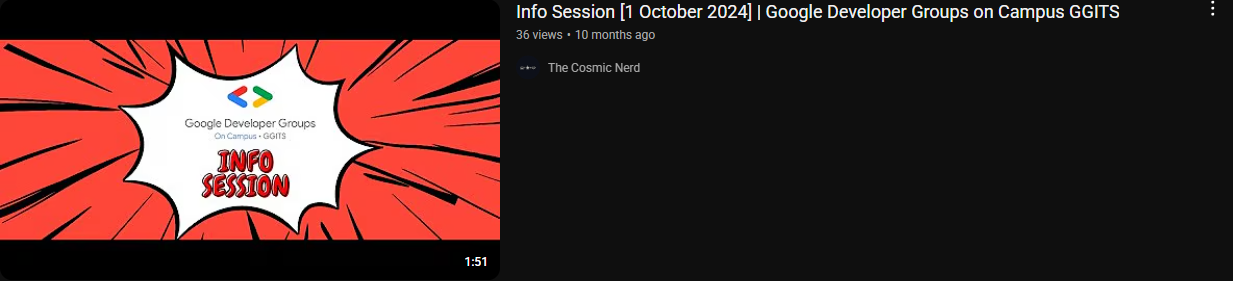 Info Session [1 October 2024] | Google Developer Groups on Campus GGITS
36 views • 10 months ago
The Cosmic Nerd
Google Developer Groups
On Campus • GGITS
INFO
SESSION
1:51